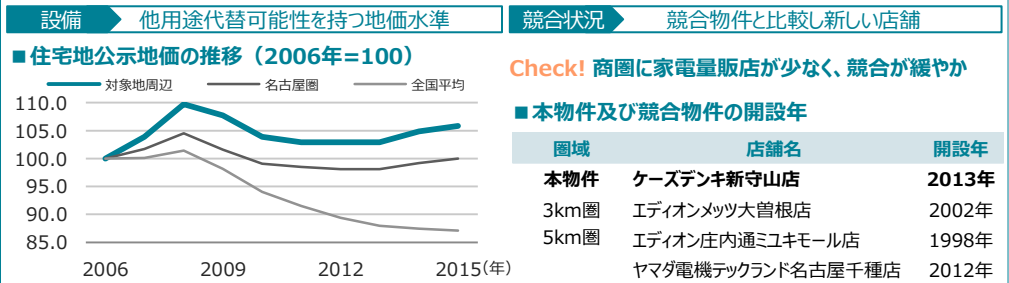 設備 他用途代替可能性を持つ地価水準
■住宅地公示地価の推移（2006年=100）
対象地周辺 名古屋圏 全国平均
110.0
105.0
100.0
95.0
90.0
85.0
2006 2009 2012 2015(年)
競合状況 競合物件と比較し新しい店舗
Check! 商圏に家電量販店が少なく、競合が緩やか
■本物件及び競合物件の開設年
圏域 店舗名 開設年
本物件 ケーズデンキ新守山店 2013年
3km圏 エディオンメッツ大曽根店 2002年
5km圏 エディオン庄内通ミユキモール店 1998年
ヤマダ電機テックランド名古屋千種店 2012年